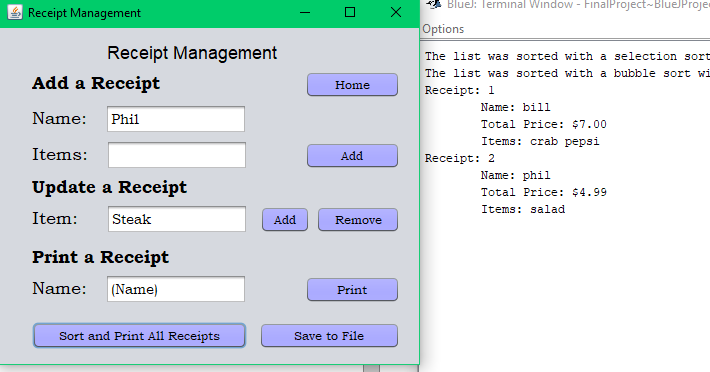 Receipt Management
Receipt Management
Add a Receipt
Home
Name: Phil
Items:
Add
Update a Receipt
Item: Steak
Add
Remove
Print a Receipt
Name: (Name)
Print
Sort and Print All Receipts
Save to File
BlueJ: Terminal Window - FinalProject~BlueJProje
Options
The list was sorted with a selection sort
The list was sorted with a bubble sort wi
Receipt: 1
Name: bill
Total Price: $7.00
Items: crab pepsi
Receipt: 2
Name: phil
Total Price: $4.99
Items: salad